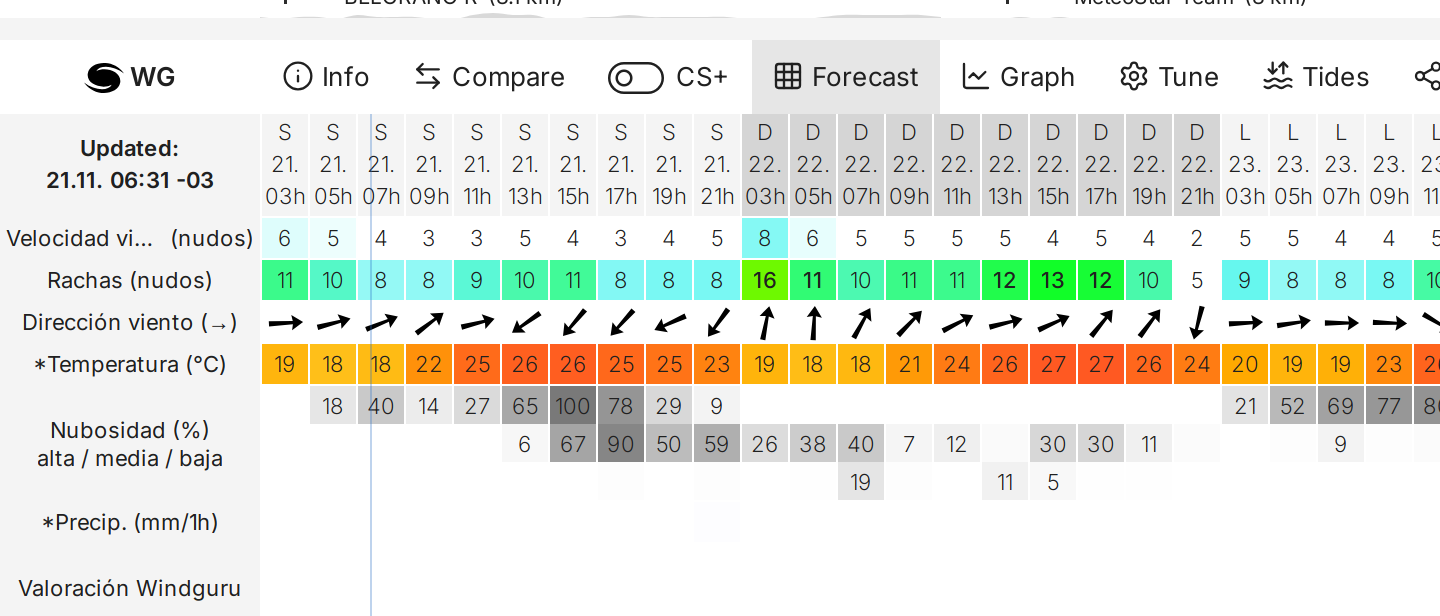 BELGRANO R (8.1 km)
MeteoStar Team (8 km)
WG Info Compare CS+ Forecast Graph Tune Tides
Updated:
21.11. 06:31 -03
S S S S S S S S S S D D D D D D D D D D L L L L
21. 21. 21. 21. 21. 21. 21. 21. 21. 21. 22. 22. 22. 22. 22. 22. 22. 22. 22. 22. 23. 23. 23. 23.
03h 05h 07h 09h 11h 13h 15h 17h 19h 21h 03h 05h 07h 09h 11h 13h 15h 17h 19h 21h 03h 05h 07h 09h
Velocidad vi... (nudos) 6 5 4 3 3 5 4 3 4 5 8 6 5 5 5 5 4 5 4 2 5 5 4 4
Rachas (nudos) 11 10 8 8 9 10 11 8 8 8 16 11 10 11 11 12 13 12 10 5 9 8 8 8
Dirección viento (→)
*Temperatura (°C) 19 18 18 22 25 26 26 25 25 23 19 18 18 21 24 26 27 27 26 24 20 19 19 23
18 40 14 27 65 100 78 29 9 21 52 69 77
Nubosidad (%) 6 67 90 50 59 26 38 40 7 12 30 30 11 9
alta / media / baja 19 11 5
*Precip. (mm/1h)
Valoración Windguru